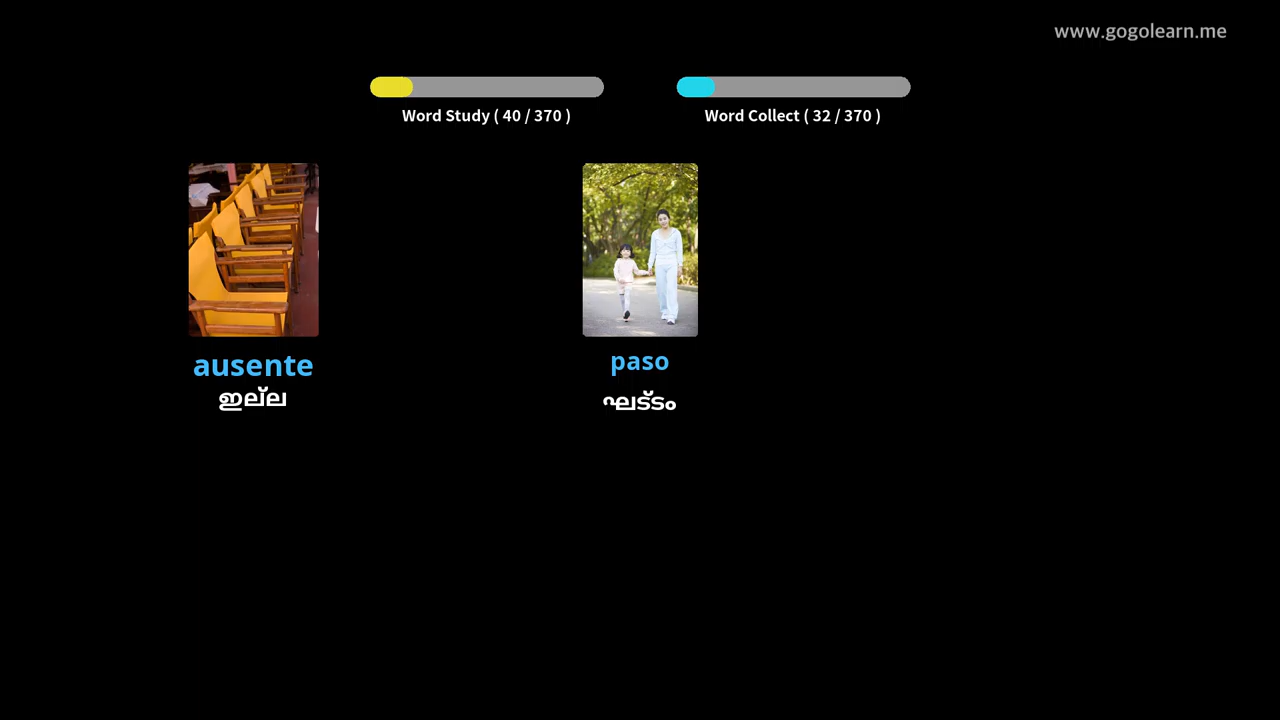 www.gogolearn.me
Word Study ( 40 / 370 )
Word Collect ( 32 / 370 )
ausente
ഇല്ല
paso
ഘട്ടം